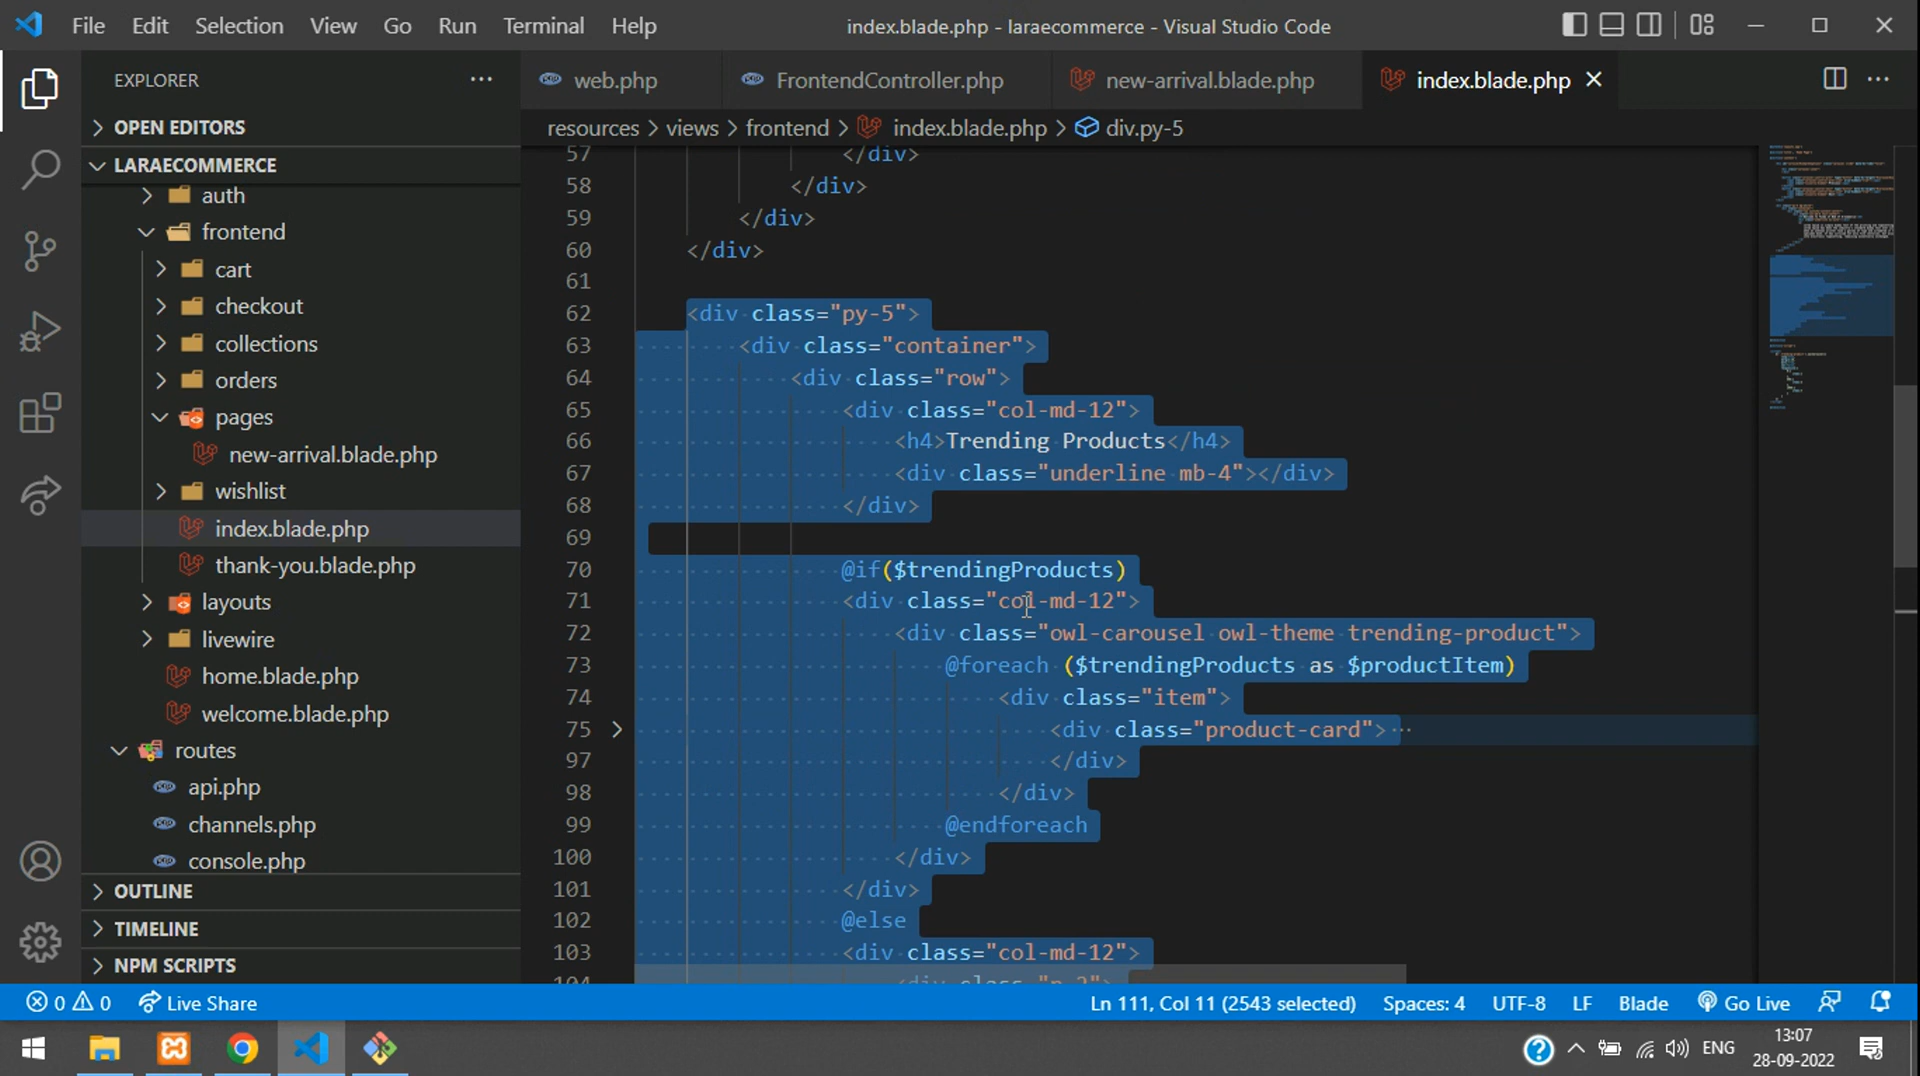 File Edit Selection View Go Run Terminal Help
index.blade.php - laraecommerce - Visual Studio Code
EXPLORER
OPEN EDITORS
LARAECOMMERCE
auth
frontend
cart
checkout
collections
orders
pages
new-arrival.blade.php
wishlist
index.blade.php
thank-you.blade.php
layouts
livewire
home.blade.php
welcome.blade.php
routes
api.php
channels.php
console.php
OUTLINE
TIMELINE
NPM SCRIPTS
web.php FrontendController.php new-arrival.blade.php index.blade.php
resources > views > frontend > index.blade.php > div.py-5
57 </div>
58 </div>
59 </div>
60 </div>
61
62 <div class="py-5">
63 <div class="container">
64 <div class="row">
65 <div class="col-md-12">
66 <h4>Trending Products</h4>
67 <div class="underline mb-4"></div>
68 </div>
69
70 @if($trendingProducts)
71 <div class="col-md-12">
72 <div class="owl-carousel owl-theme trending-product">
73 @foreach ($trendingProducts as $productItem)
74 <div class="item">
75 <div class="product-card">…
97 </div>
98 </div>
99 @endforeach
100 </div>
101 </div>
102 @else
103 <div class="col-md-12">
0 0 Live Share
Ln 111, Col 11 (2543 selected) Spaces: 4 UTF-8 LF Blade Go Live
ENG 13:07
28-09-2022